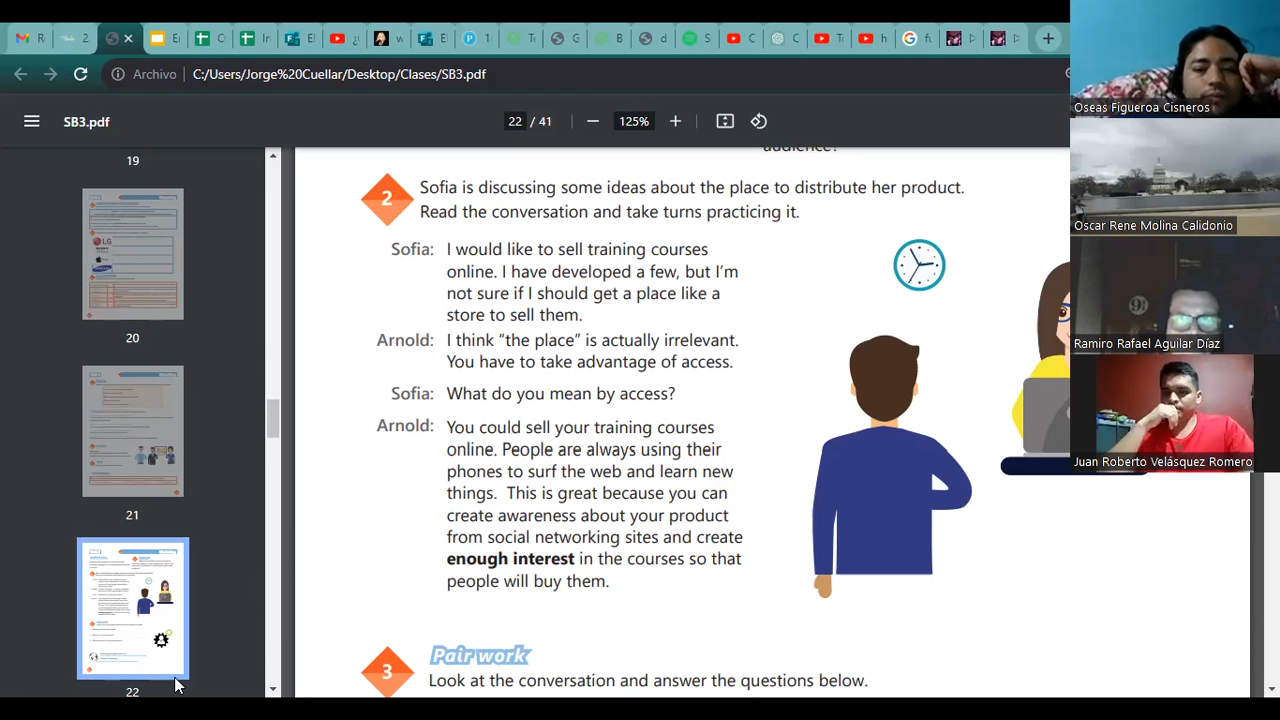 Archivo C:/Users/Jorge%20Cuellar/Desktop/Clases/SB3.pdf
SB3.pdf 22 / 41 125%
19
20
21
22
audience?
2 Sofia is discussing some ideas about the place to distribute her product.
Read the conversation and take turns practicing it.
Sofia: I would like to sell training courses
online. I have developed a few, but I'm
not sure if I should get a place like a
store to sell them.
Arnold: I think "the place" is actually irrelevant.
You have to take advantage of access.
Sofia: What do you mean by access?
Arnold: You could sell your training courses
online. People are always using their
phones to surf the web and learn new
things. This is great because you can
create awareness about your product
from social networking sites and create
enough interest in the courses so that
people will buy them.
3 Pair work
Look at the conversation and answer the questions below.
Oseas Figueroa Cisneros
Oscar Rene Molina Calidonio
Ramiro Rafael Aguilar Díaz
Juan Roberto Velásquez Romero